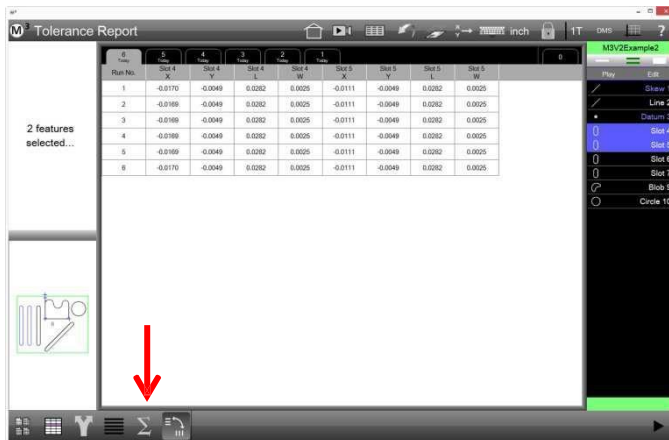 M³ Tolerance Report
inch
1T
DMS
?
M3V2Example2
6 Today
5 Today
4 Today
3 Today
2 Today
1 Today
0
Play Edit
Run No. Slot 4 X Slot 4 Y Slot 4 L Slot 4 W Slot 5 X Slot 5 Y Slot 5 L Slot 5 W
1 -0.0170 -0.0049 0.0282 0.0025 -0.0111 -0.0049 0.0282 0.0025
2 -0.0169 -0.0049 0.0282 0.0025 -0.0111 -0.0049 0.0282 0.0025
3 -0.0169 -0.0049 0.0282 0.0025 -0.0111 -0.0049 0.0282 0.0025
4 -0.0169 -0.0049 0.0282 0.0025 -0.0111 -0.0049 0.0282 0.0025
5 -0.0169 -0.0049 0.0282 0.0025 -0.0111 -0.0049 0.0282 0.0025
6 -0.0170 -0.0049 0.0282 0.0025 -0.0111 -0.0049 0.0282 0.0025
2 features
selected...
Skew 1
Line 2
Datum 3
Slot 4
Slot 5
Slot 6
Slot 7
Blob 9
Circle 10
Σ